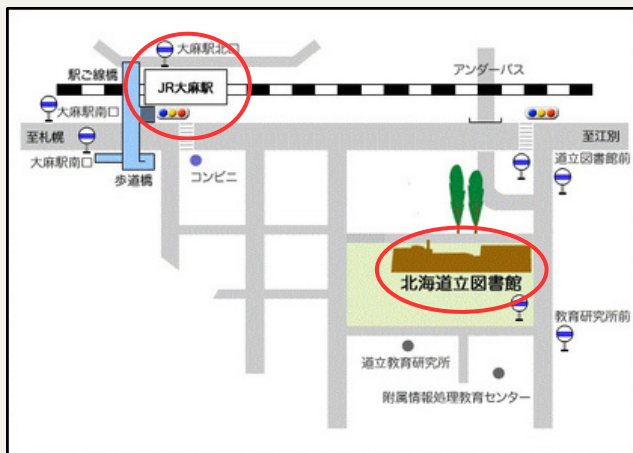 大麻駅北口
駅ご線橋
JR大麻駅
アンダーパス
大麻駅南口
至札幌
至江別
大麻駅南口
歩道橋
コンビニ
道立図書館前
北海道立図書館
教育研究所前
道立教育研究所
附属情報処理教育センター